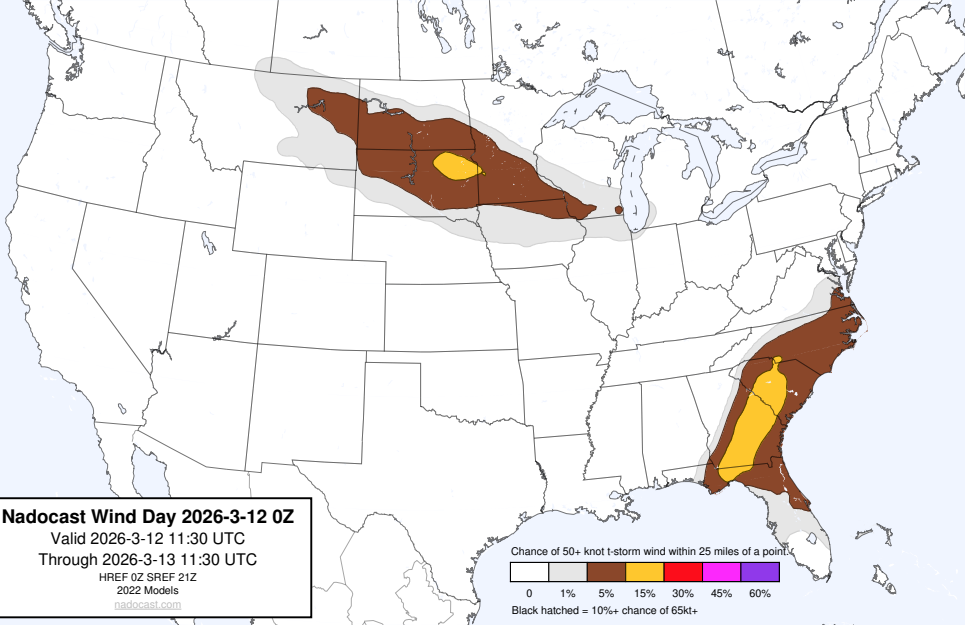 Nadocast Wind Day 2026-3-12 0Z
Valid 2026-3-12 11:30 UTC
Through 2026-3-13 11:30 UTC
HREF 0Z SREF 21Z
2022 Models
nadocast.com
Chance of 50+ knot t-storm wind within 25 miles of a point.
0 1% 5% 15% 30% 45% 60%
Black hatched = 10%+ chance of 65kt+